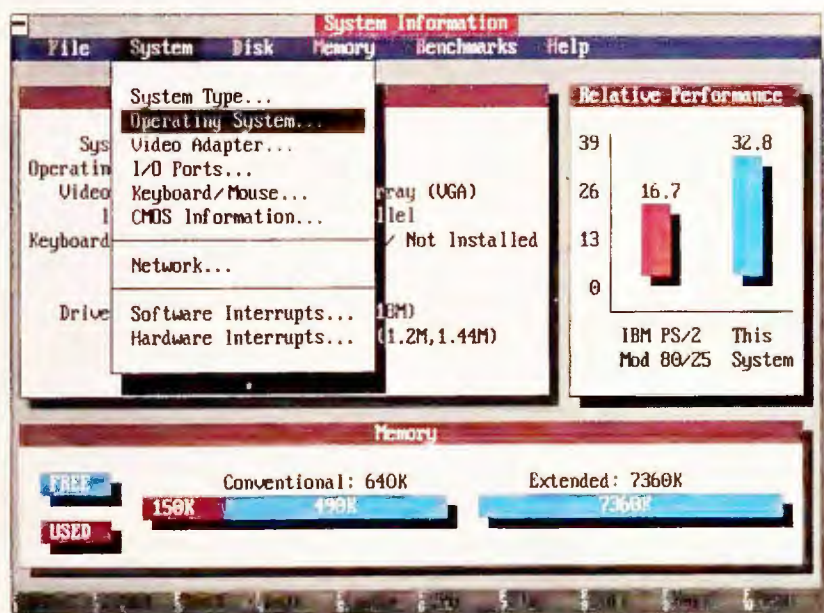 System Information
File System Disk Memory Benchmarks Help
System Type...
Operating System...
Video Adapter...
I/O Ports...
Keyboard/Mouse...
CMOS Information...
Network...
Software Interrupts...
Hardware Interrupts...
Sys
Operatin
Video rray (VGA)
llel
Keyboard / Not Installed
Drive
(1.2M,1.44M)
Relative Performance
39
26
13
0
16.7
32.8
IBM PS/2
Mod 80/25
This
System
Memory
FREE
USED
Conventional: 640K
150K 490K
Extended: 7360K
7360K